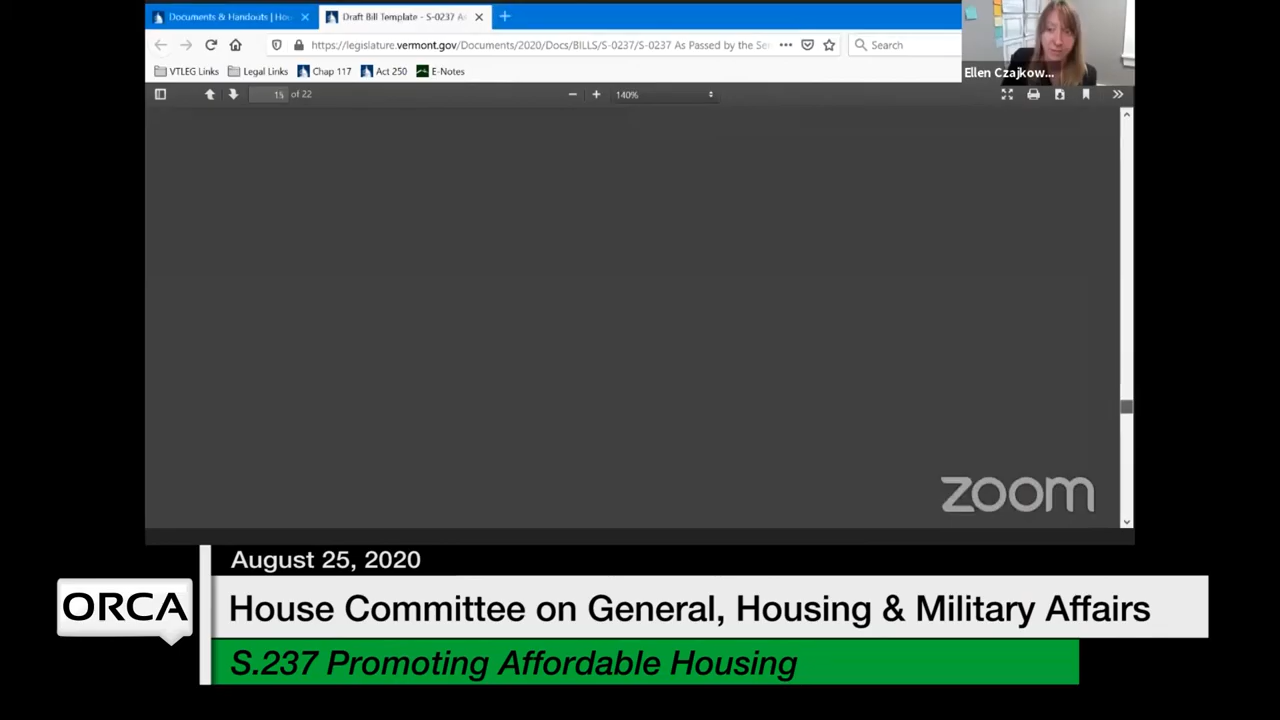 Documents & Handouts | Hou
Draft Bill Template - S-0237 As
https://legislature.vermont.gov/Documents/2020/Docs/BILLS/S-0237/S-0237 As Passed by the Se
Search
VTLEG Links
Legal Links
Chap 117
Act 250
E-Notes
Ellen Czajkow...
of 22
140%
zoom
August 25, 2020
ORCA
House Committee on General, Housing & Military Affairs
S.237 Promoting Affordable Housing